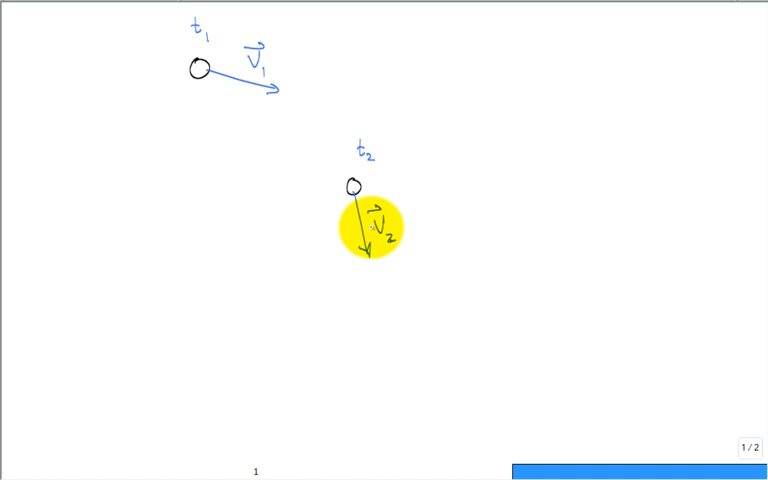 t₁
V⃗₁
t₂
V⃗₂
1 / 2
1